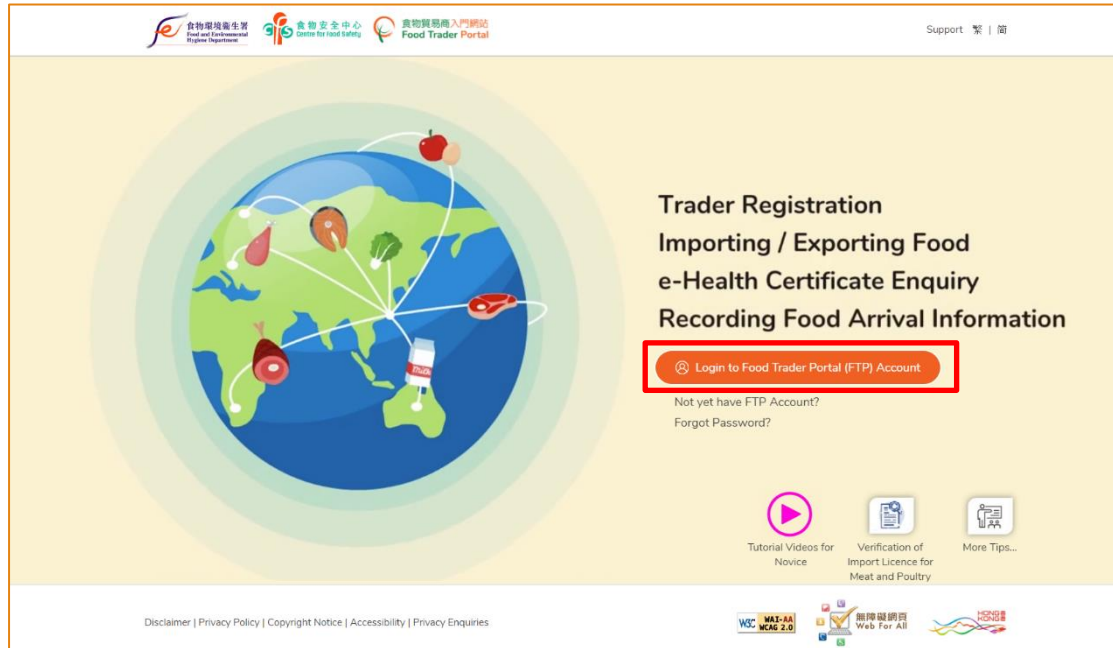 食物環境衞生署
Food and Environmental
Hygiene Department
食物安全中心
Centre for Food Safety
食物貿易商入門網站
Food Trader Portal
Support 繁 | 简
Trader Registration
Importing / Exporting Food
e-Health Certificate Enquiry
Recording Food Arrival Information
Login to Food Trader Portal (FTP) Account
Not yet have FTP Account?
Forgot Password?
Milk
Tutorial Videos for
Novice
Verification of
Import Licence for
Meat and Poultry
More Tips...
Disclaimer | Privacy Policy | Copyright Notice | Accessibility | Privacy Enquiries
W3C WAI-AA
WCAG 2.0
無障礙網頁
Web For All
HONG
KONG